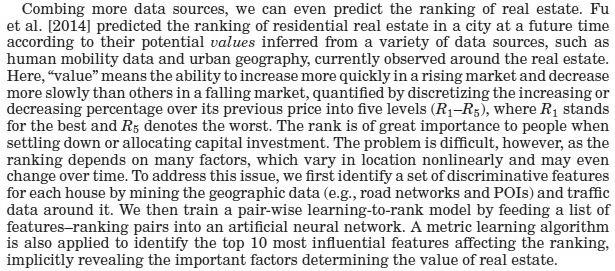 Combing more data sources, we can even predict the ranking of real estate. Fu
et al. [2014] predicted the ranking of residential real estate in a city at a future time
according to their potential values inferred from a variety of data sources, such as
human mobility data and urban geography, currently observed around the real estate.
Here, “value” means the ability to increase more quickly in a rising market and decrease
more slowly than others in a falling market, quantified by discretizing the increasing or
decreasing percentage over its previous price into five levels (R1–R5), where R1 stands
for the best and R5 denotes the worst. The rank is of great importance to people when
settling down or allocating capital investment. The problem is difficult, however, as the
ranking depends on many factors, which vary in location nonlinearly and may even
change over time. To address this issue, we first identify a set of discriminative features
for each house by mining the geographic data (e.g., road networks and POIs) and traffic
data around it. We then train a pair-wise learning-to-rank model by feeding a list of
features–ranking pairs into an artificial neural network. A metric learning algorithm
is also applied to identify the top 10 most influential features affecting the ranking,
implicitly revealing the important factors determining the value of real estate.